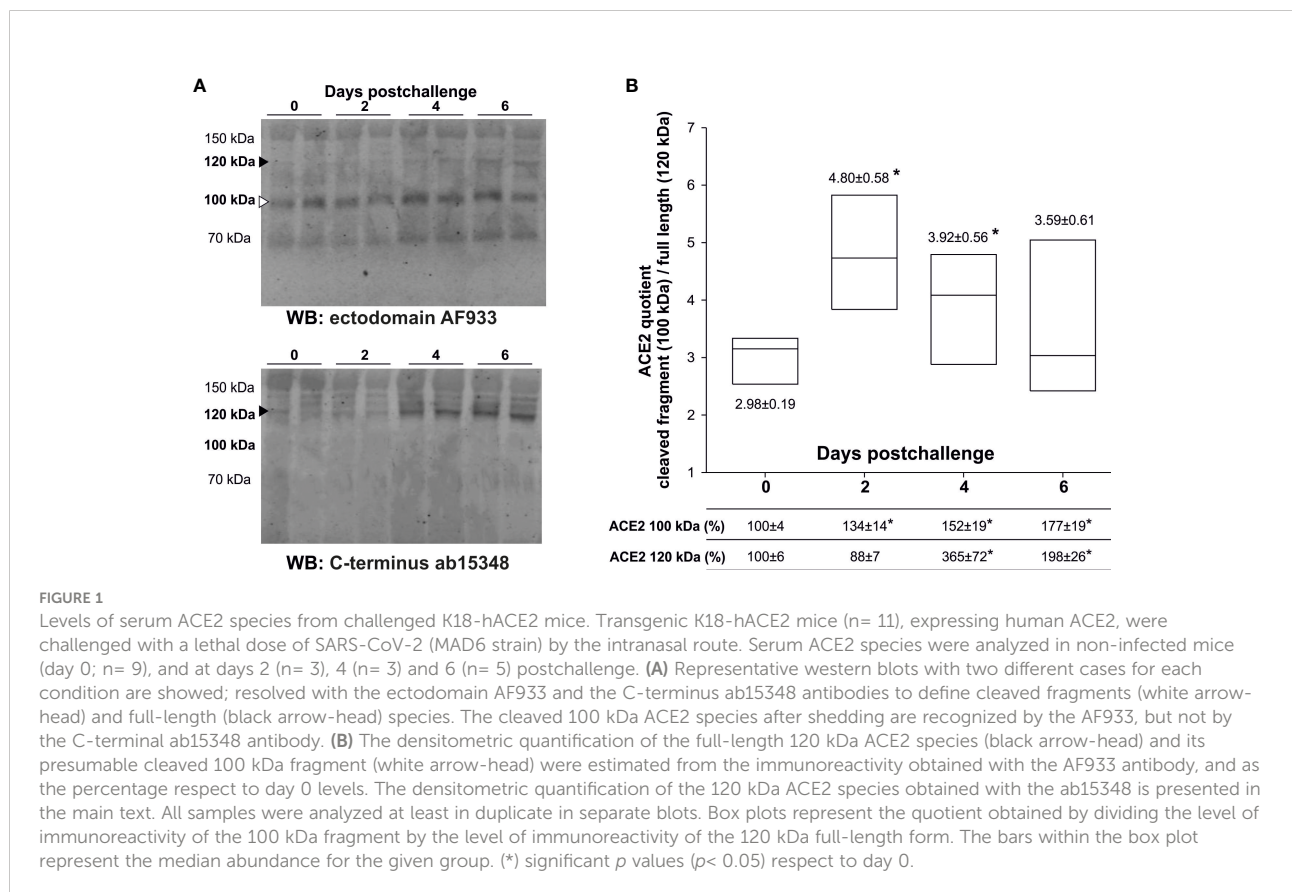 A
Days postchallenge
0 2 4 6
150 kDa
120 kDa
100 kDa
70 kDa
WB: ectodomain AF933
0 2 4 6
150 kDa
120 kDa
100 kDa
70 kDa
WB: C-terminus ab15348
B
ACE2 quotient
cleaved fragment (100 kDa) / full length (120 kDa)
7
6
5
4
3
2
1
2.98±0.19
4.80±0.58 *
3.92±0.56 *
3.59±0.61
Days postchallenge
0 2 4 6
ACE2 100 kDa (%) 100±4 134±14* 152±19* 177±19*
ACE2 120 kDa (%) 100±6 88±7 365±72* 198±26*
FIGURE 1
Levels of serum ACE2 species from challenged K18-hACE2 mice. Transgenic K18-hACE2 mice (n= 11), expressing human ACE2, were
challenged with a lethal dose of SARS-CoV-2 (MAD6 strain) by the intranasal route. Serum ACE2 species were analyzed in non-infected mice
(day 0; n= 9), and at days 2 (n= 3), 4 (n= 3) and 6 (n= 5) postchallenge. (A) Representative western blots with two different cases for each
condition are showed; resolved with the ectodomain AF933 and the C-terminus ab15348 antibodies to define cleaved fragments (white arrow-
head) and full-length (black arrow-head) species. The cleaved 100 kDa ACE2 species after shedding are recognized by the AF933, but not by
the C-terminal ab15348 antibody. (B) The densitometric quantification of the full-length 120 kDa ACE2 species (black arrow-head) and its
presumable cleaved 100 kDa fragment (white arrow-head) were estimated from the immunoreactivity obtained with the AF933 antibody, and as
the percentage respect to day 0 levels. The densitometric quantification of the 120 kDa ACE2 species obtained with the ab15348 is presented in
the main text. All samples were analyzed at least in duplicate in separate blots. Box plots represent the quotient obtained by dividing the level of
immunoreactivity of the 100 kDa fragment by the level of immunoreactivity of the 120 kDa full-length form. The bars within the box plot
represent the median abundance for the given group. (*) significant p values (p< 0.05) respect to day 0.